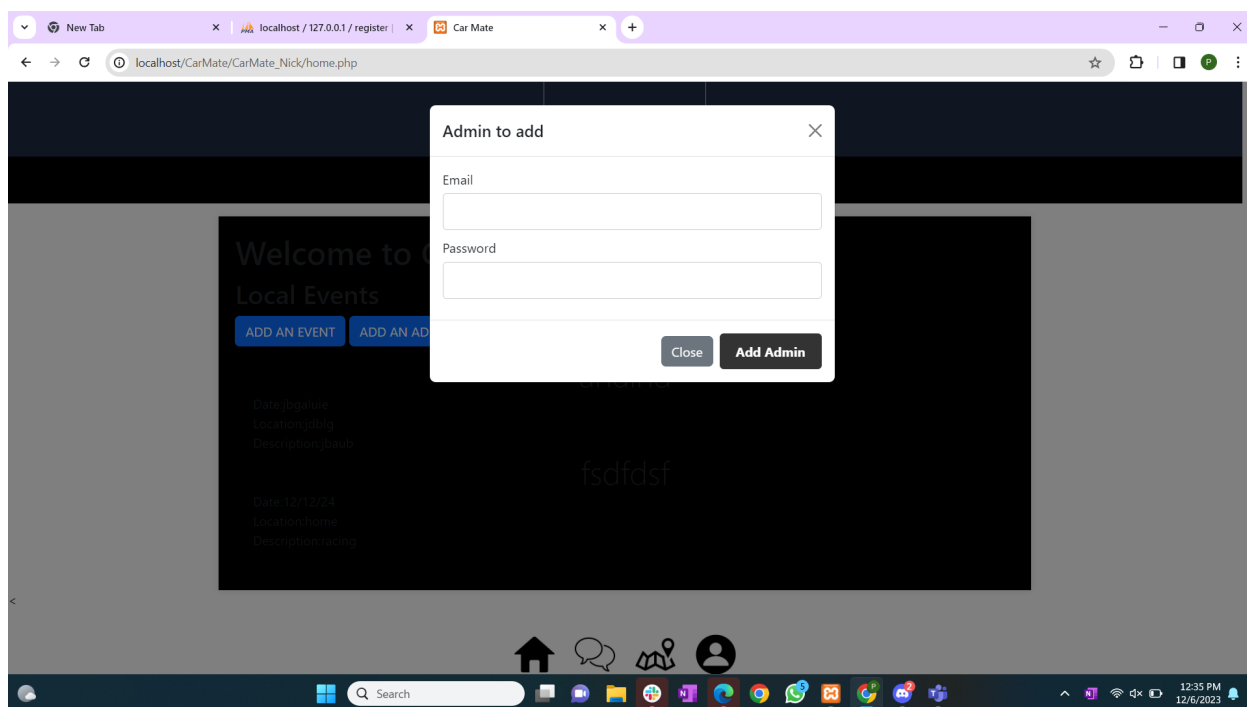 New Tab
localhost / 127.0.0.1 / register |
Car Mate
localhost/CarMate/CarMate_Nick/home.php
P
Admin to add
Email
Password
Close
Add Admin
Welcome to
Local Events
ADD AN EVENT
ADD AN AD
Date:jbgaliue
Location:jdblg
Description:jbaub
fsdfdsf
Date:12/12/24
Location:home
Description:racing
<
Search
5
P
2
12:35 PM
12/6/2023